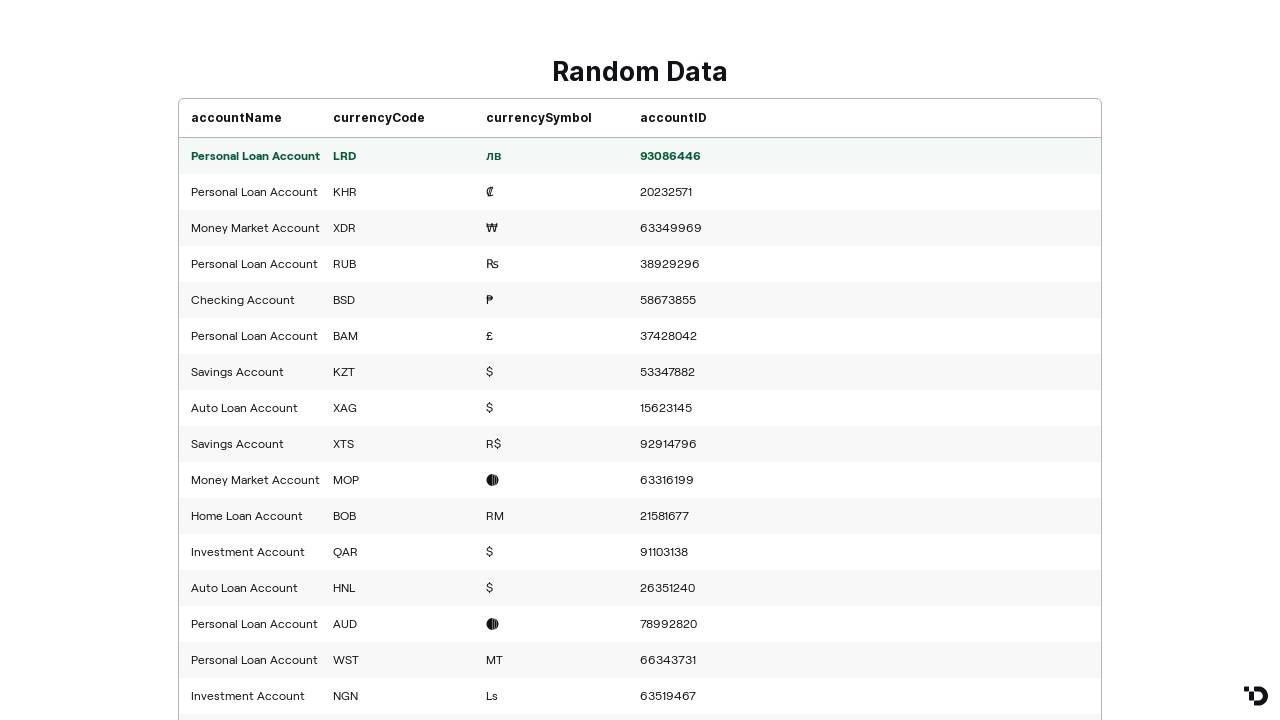 Random Data
accountName currencyCode currencySymbol accountID
Personal Loan Account LRD лв 93086446
Personal Loan Account KHR ₡ 20232571
Money Market Account XDR ₩ 63349969
Personal Loan Account RUB ₨ 38929296
Checking Account BSD ₱ 58673855
Personal Loan Account BAM £ 37428042
Savings Account KZT $ 53347882
Auto Loan Account XAG $ 15623145
Savings Account XTS R$ 92914796
Money Market Account MOP 63316199
Home Loan Account BOB RM 21581677
Investment Account QAR $ 91103138
Auto Loan Account HNL $ 26351240
Personal Loan Account AUD 78992820
Personal Loan Account WST MT 66343731
Investment Account NGN Ls 63519467